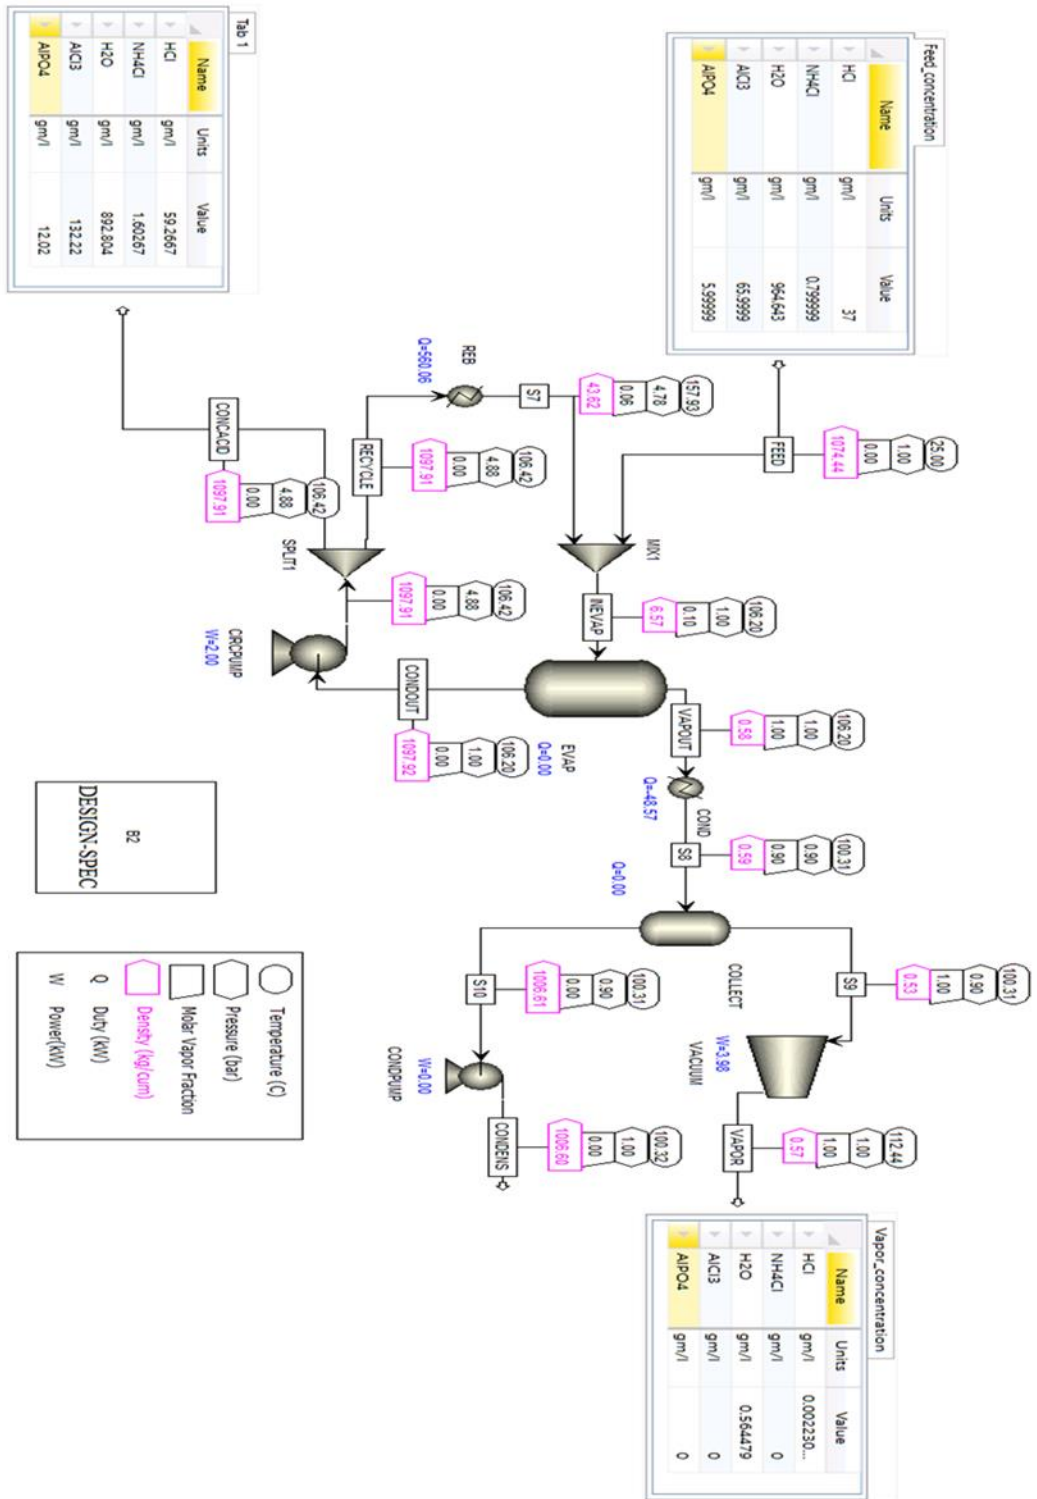 Feed_concentration
Name Units Value
HCl gm/l 37
NH4Cl gm/l 0.799999
H2O gm/l 964.643
AlCl3 gm/l 65.9999
AlPO4 gm/l 5.99999
Vapor_concentration
Name Units Value
HCl gm/l 0.002230...
NH4Cl gm/l 0
H2O gm/l 0.564479
AlCl3 gm/l 0
AlPO4 gm/l 0
25.00
1.00
0.00
1074.44
FEED
157.93
4.78
0.06
43.62
S7
REB
Q=560.06
MIX1
106.20
1.00
0.10
6.57
INEVAP
106.20
1.00
1.00
0.58
VAPOUT
EVAP
Q=0.00
COND
Q=-48.57
100.31
0.90
0.90
0.59
S8
Q=0.00
COLLECT
100.31
0.90
1.00
0.53
S9
VACUUM
W=3.98
112.44
1.00
1.00
0.57
VAPOR
100.31
0.90
0.00
1006.61
S10
W=0.00
CONDPUMP
100.32
1.00
0.00
1006.60
CONDENS
106.42
4.88
0.00
1097.91
RECYCLE
106.42
4.88
0.00
1097.91
CONCACID
SPLIT1
106.42
4.88
0.00
1097.91
CIRCPUMP
W=2.00
CONDOUT
106.20
1.00
0.00
1097.92
Tab 1
Name Units Value
HCl gm/l 59.2667
NH4Cl gm/l 1.60267
H2O gm/l 892.804
AlCl3 gm/l 132.22
AlPO4 gm/l 12.02
B2
DESIGN-SPEC
Temperature (C)
Pressure (bar)
Molar Vapor Fraction
Density (kg/cum)
Q Duty (kW)
W Power(kW)